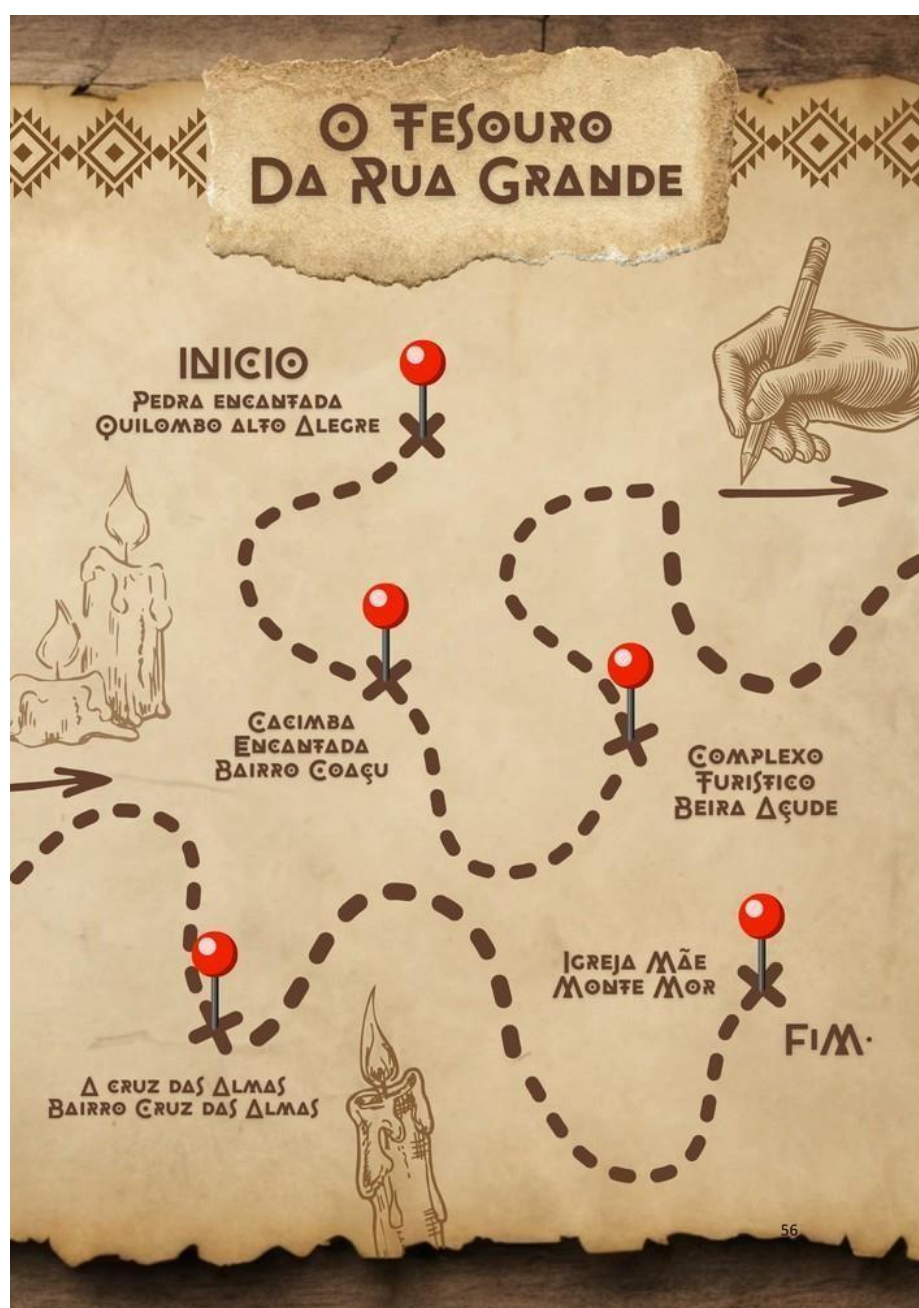 O TESOURO
DA RUA GRANDE
INICIO
PEDRA ENCANTADA
QUILOMBO ALTO ALEGRE
CACIMBA
ENCANTADA
BAIRRO COAÇU
COMPLEXO
TURISTICO
BEIRA AÇUDE
IGREJA MÃE
MONTE MOR
FIM.
A CRUZ DAS ALMAS
BAIRRO CRUZ DAS ALMAS
56